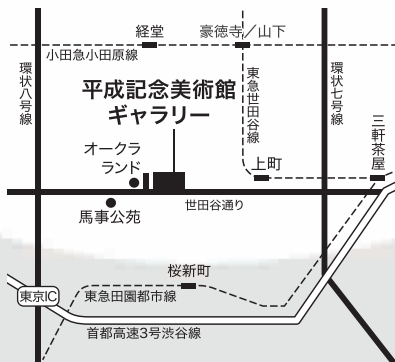 経堂
豪徳寺／山下
小田急小田原線
環状八号線
平成記念美術館
ギャラリー
東急世田谷線
環状七号線
三軒茶屋
オークラ
ランド
上町
馬事公苑
世田谷通り
桜新町
東京IC
東急田園都市線
首都高速3号渋谷線